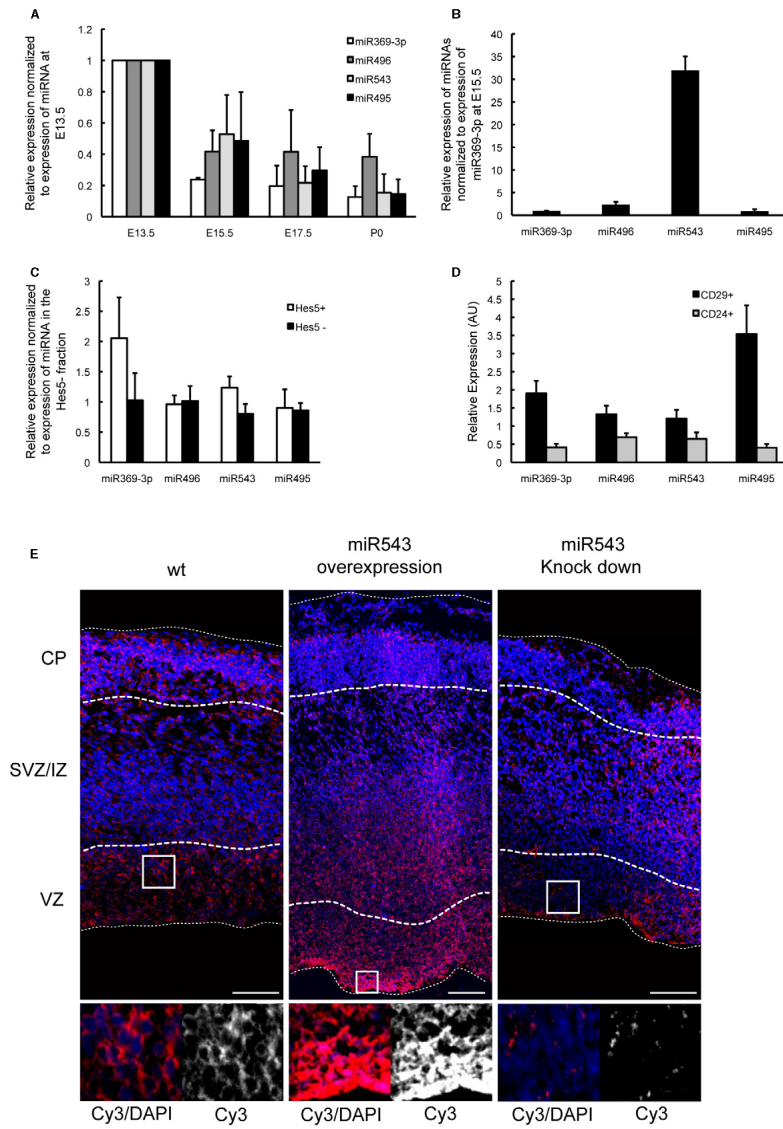 A
Relative expression normalized
to expression of miRNA at
E13.5
1.2
1
0.8
0.6
0.4
0.2
0
E13.5 E15.5 E17.5 P0
miR369-3p
miR496
miR543
miR495
B
Relative expression of miRNAs
normalized to expression of
miR369-3p at E15.5
40
35
30
25
20
15
10
5
0
miR369-3p miR496 miR543 miR495
C
Relative expression normalized
to expression of miRNA in the
Hes5- fraction
3
2.5
2
1.5
1
0.5
0
miR369-3p miR496 miR543 miR495
Hes5+
Hes5 -
D
Relative Expression (AU)
5
4.5
4
3.5
3
2.5
2
1.5
1
0.5
0
miR369-3p miR496 miR543 miR495
CD29+
CD24+
E
wt
miR543
overexpression
miR543
Knock down
CP
SVZ/IZ
VZ
Cy3/DAPI Cy3 Cy3/DAPI Cy3 Cy3/DAPI Cy3